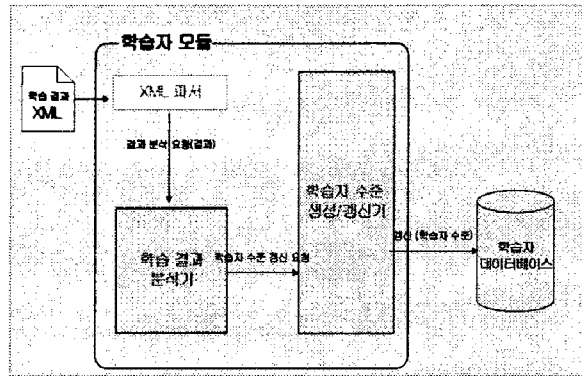 학습자 모듈
학습 결과
XML
XML 파서
결과 분석 요청(결과)
학습자 수준
생성/갱신기
학습 결과
분석기
학습자 수준 갱신 요청
갱신 (학습자 수준)
학습자
데이터베이스